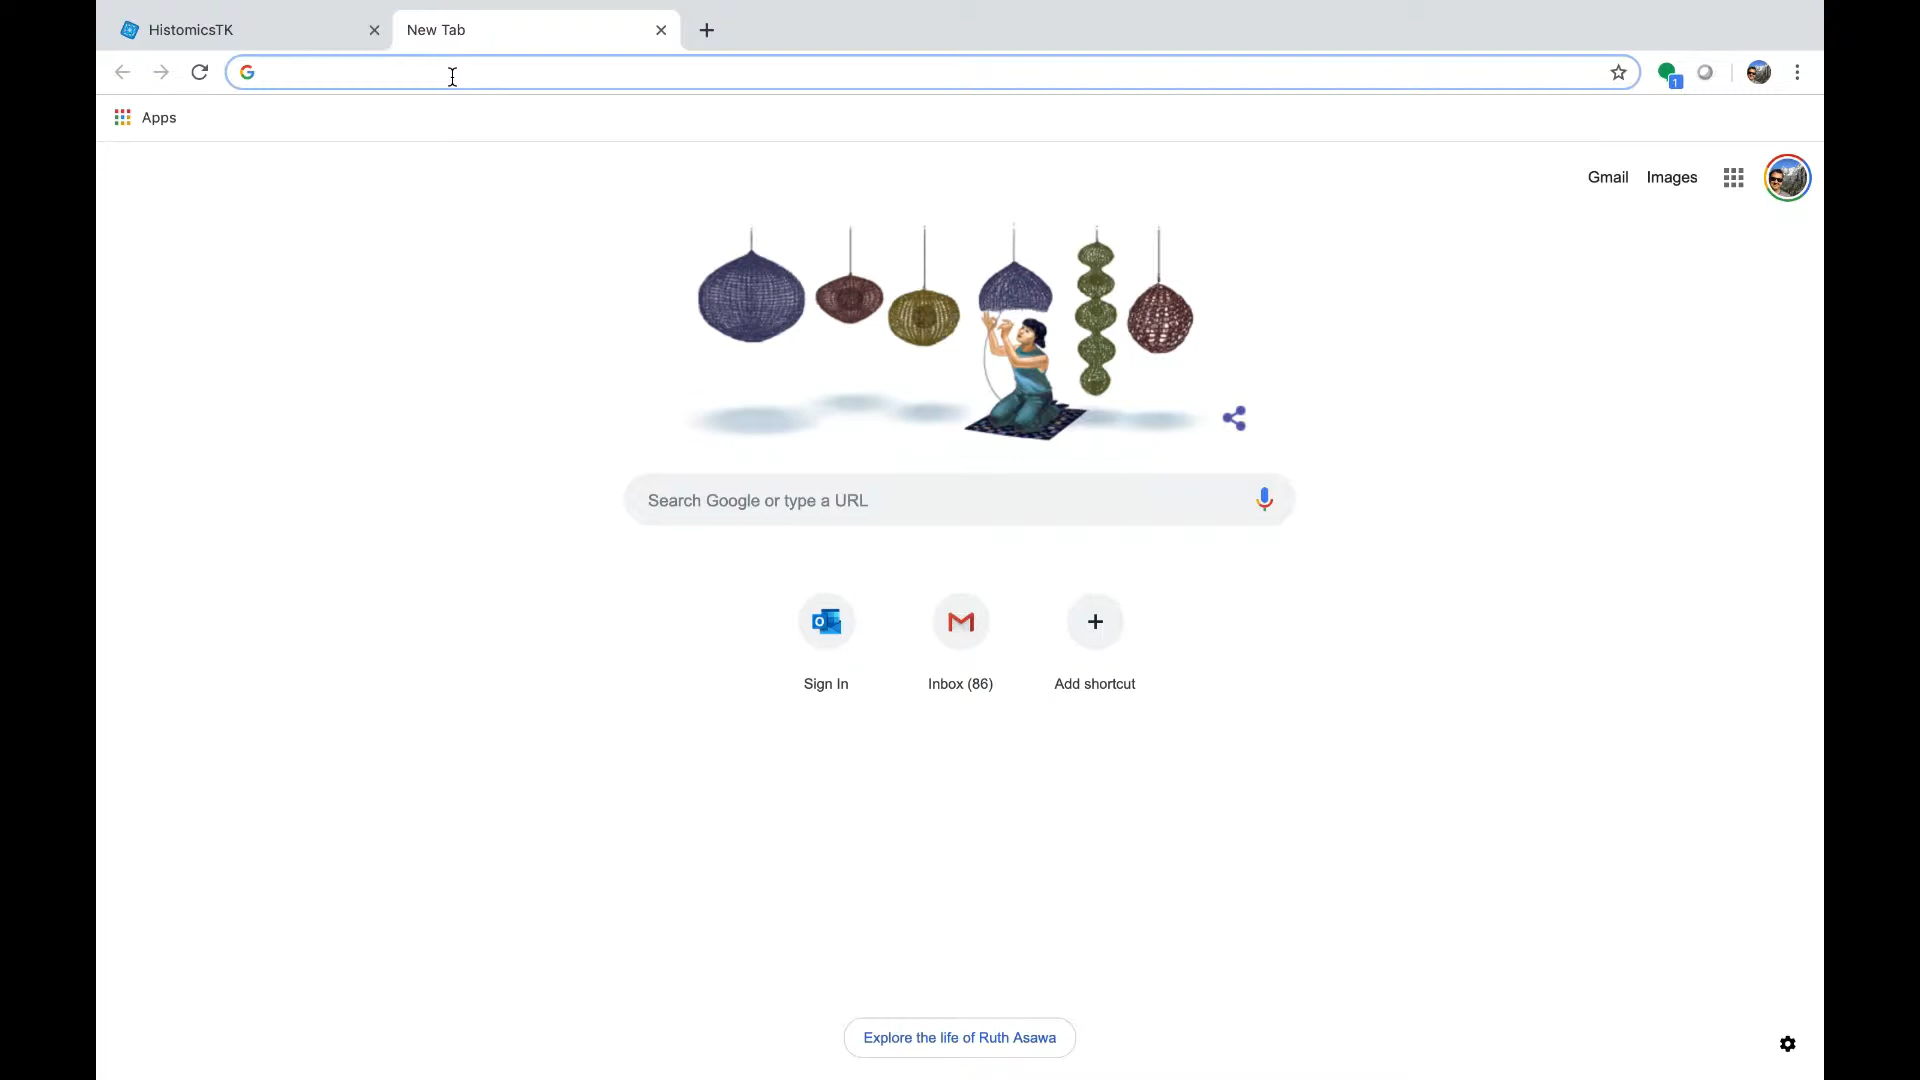 HistomicsTK
New Tab
1
Apps
Gmail Images
Search Google or type a URL
Sign In
Inbox (86)
Add shortcut
Explore the life of Ruth Asawa